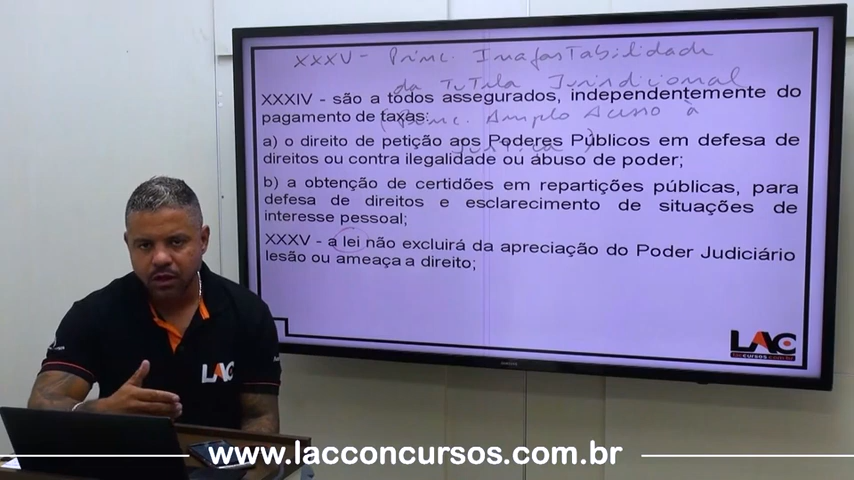 XXXV - Princ. Inafastabilidade
da Tutela Jurisdicional
XXXIV - são a todos assegurados, independentemente do
pagamento de taxas:
(Princ. Amplo Acesso à
Justiça)
a) o direito de petição aos Poderes Públicos em defesa de
direitos ou contra ilegalidade ou abuso de poder;
b) a obtenção de certidões em repartições públicas, para
defesa de direitos e esclarecimento de situações de
interesse pessoal;
XXXV - a lei não excluirá da apreciação do Poder Judiciário
lesão ou ameaça a direito;
LAC
lacconcursos.com.br
LAC
www.lacconcursos.com.br